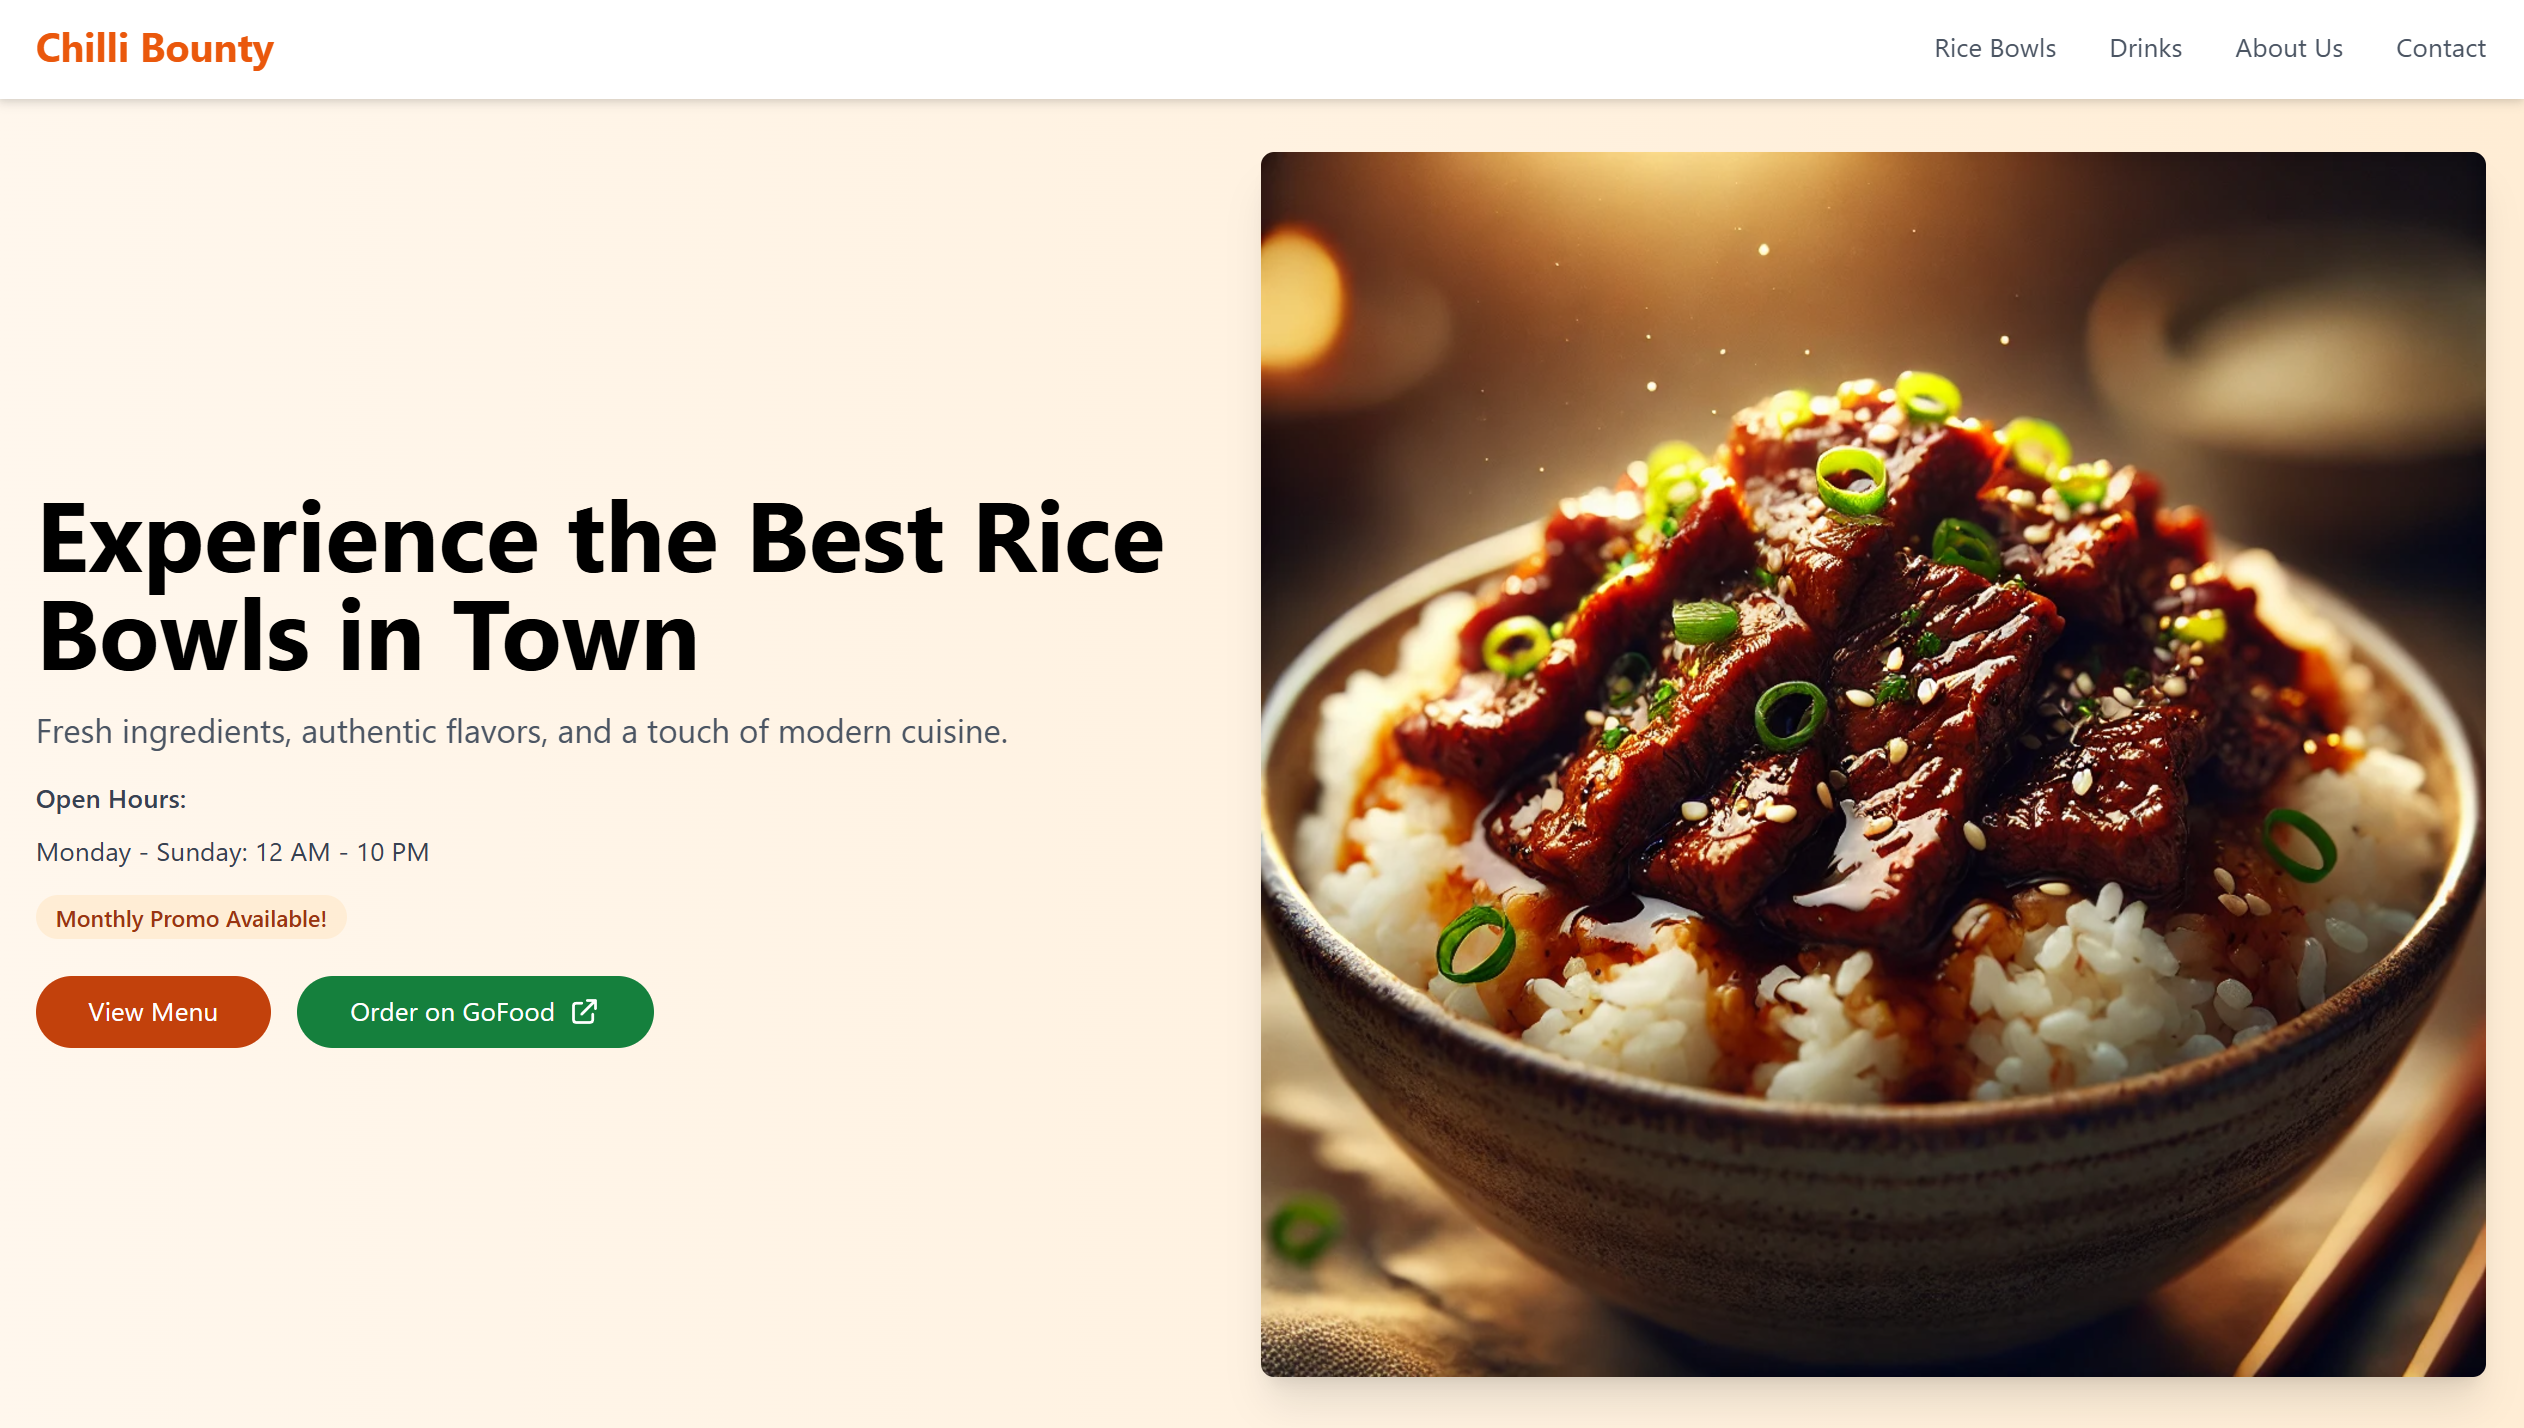 Chilli Bounty
Rice Bowls
Drinks
About Us
Contact
Experience the Best Rice
Bowls in Town
Fresh ingredients, authentic flavors, and a touch of modern cuisine.
Open Hours:
Monday - Sunday: 12 AM - 10 PM
Monthly Promo Available!
View Menu
Order on GoFood